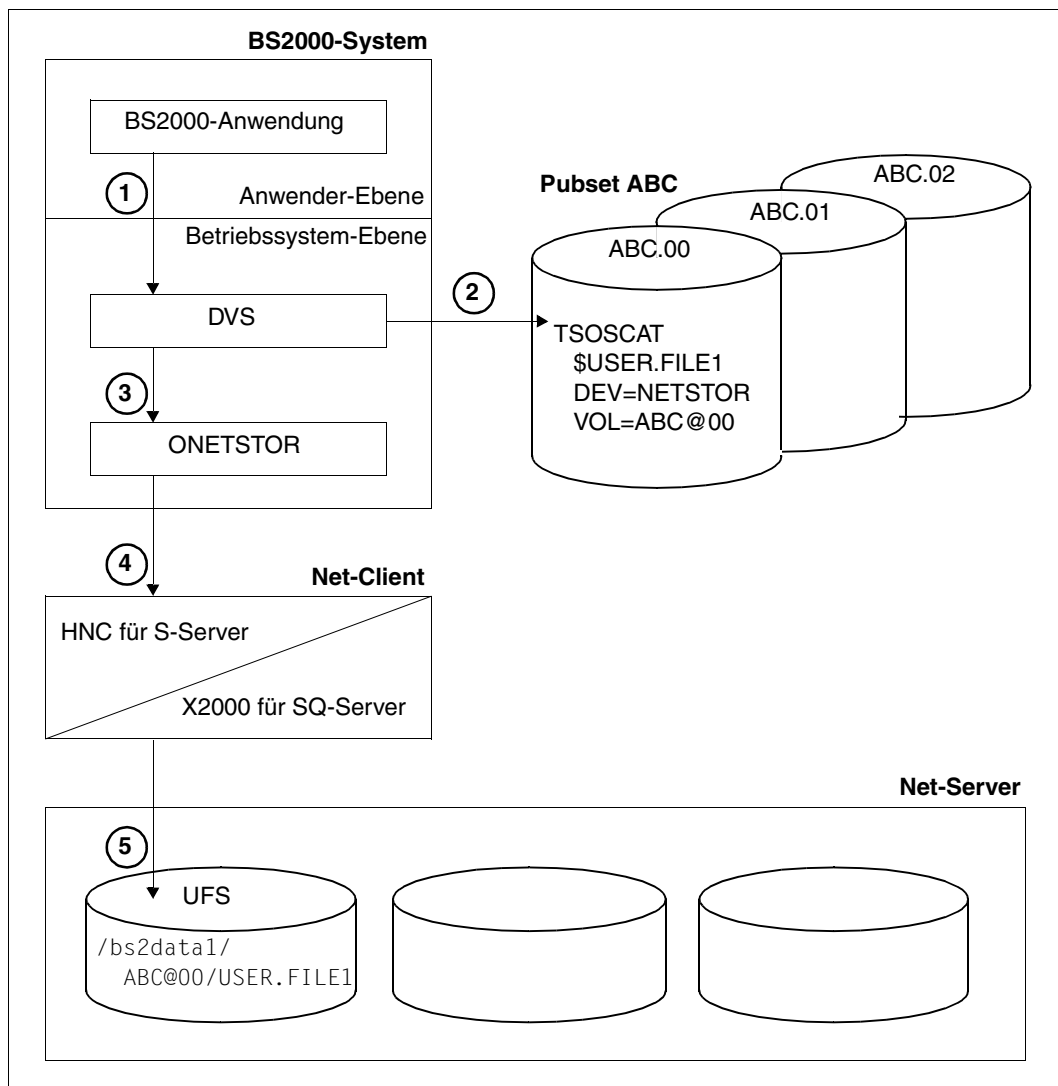 BS2000-System
BS2000-Anwendung
1
Anwender-Ebene
Betriebssystem-Ebene
DVS
2
3
ONETSTOR
Pubset ABC
ABC.00
ABC.01
ABC.02
TSOSCAT
$USER.FILE1
DEV=NETSTOR
VOL=ABC@00
4
Net-Client
HNC für S-Server
X2000 für SQ-Server
Net-Server
5
UFS
/bs2data1/
ABC@00/USER.FILE1